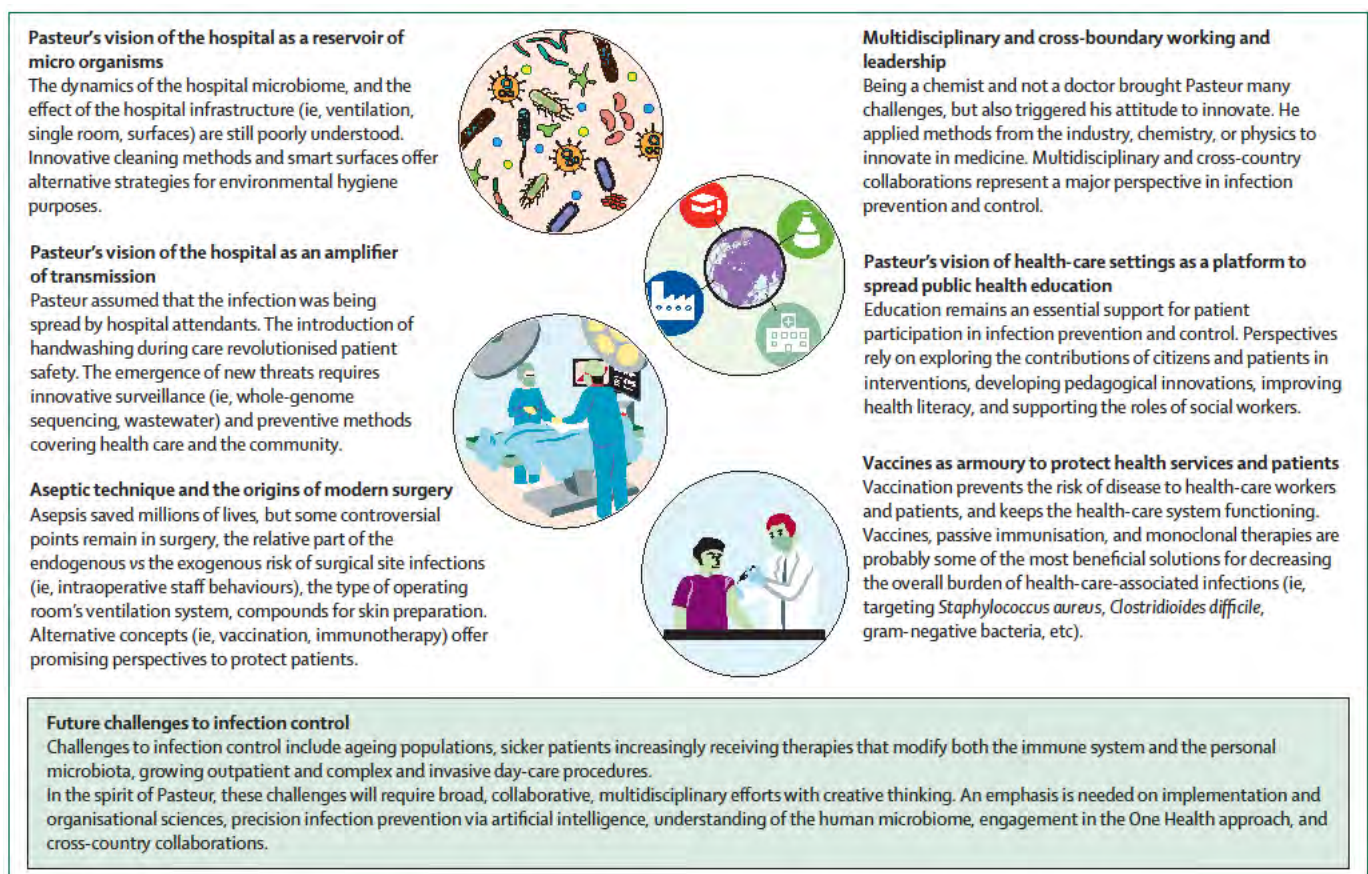 Pasteur's vision of the hospital as a reservoir of
micro organisms
The dynamics of the hospital microbiome, and the
effect of the hospital infrastructure (ie, ventilation,
single room, surfaces) are still poorly understood.
Innovative cleaning methods and smart surfaces offer
alternative strategies for environmental hygiene
purposes.
Pasteur's vision of the hospital as an amplifier
of transmission
Pasteur assumed that the infection was being
spread by hospital attendants. The introduction of
handwashing during care revolutionised patient
safety. The emergence of new threats requires
innovative surveillance (ie, whole-genome
sequencing, wastewater) and preventive methods
covering health care and the community.
Aseptic technique and the origins of modern surgery
Asepsis saved millions of lives, but some controversial
points remain in surgery, the relative part of the
endogenous vs the exogenous risk of surgical site infections
(ie, intraoperative staff behaviours), the type of operating
room's ventilation system, compounds for skin preparation.
Alternative concepts (ie, vaccination, immunotherapy) offer
promising perspectives to protect patients.
Multidisciplinary and cross-boundary working and
leadership
Being a chemist and not a doctor brought Pasteur many
challenges, but also triggered his attitude to innovate. He
applied methods from the industry, chemistry, or physics to
innovate in medicine. Multidisciplinary and cross-country
collaborations represent a major perspective in infection
prevention and control.
Pasteur's vision of health-care settings as a platform to
spread public health education
Education remains an essential support for patient
participation in infection prevention and control. Perspectives
rely on exploring the contributions of citizens and patients in
interventions, developing pedagogical innovations, improving
health literacy, and supporting the roles of social workers.
Vaccines as armoury to protect health services and patients
Vaccination prevents the risk of disease to health-care workers
and patients, and keeps the health-care system functioning.
Vaccines, passive immunisation, and monoclonal therapies are
probably some of the most beneficial solutions for decreasing
the overall burden of health-care-associated infections (ie,
targeting Staphylococcus aureus, Clostridioides difficile,
gram-negative bacteria, etc).
Future challenges to infection control
Challenges to infection control include ageing populations, sicker patients increasingly receiving therapies that modify both the immune system and the personal
microbiota, growing outpatient and complex and invasive day-care procedures.
In the spirit of Pasteur, these challenges will require broad, collaborative, multidisciplinary efforts with creative thinking. An emphasis is needed on implementation and
organisational sciences, precision infection prevention via artificial intelligence, understanding of the human microbiome, engagement in the One Health approach, and
cross-country collaborations.